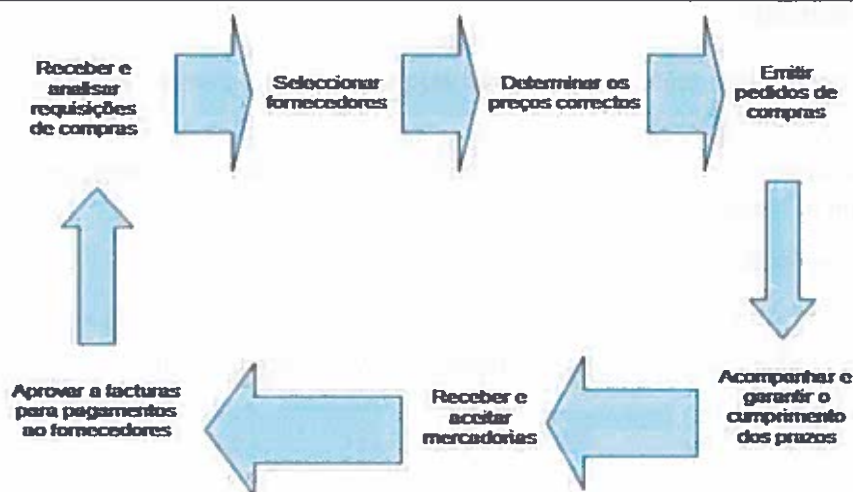 Receber e
analisar
requisições
de compras
Seleccionar
fornecedores
Determinar os
preços correctos
Emitir
pedidos de
compras
Acompanhar e
garantir o
cumprimento
dos prazos
Receber e
aceitar
mercadorias
Aprovar a facturas
para pagamentos
ao fornecedores